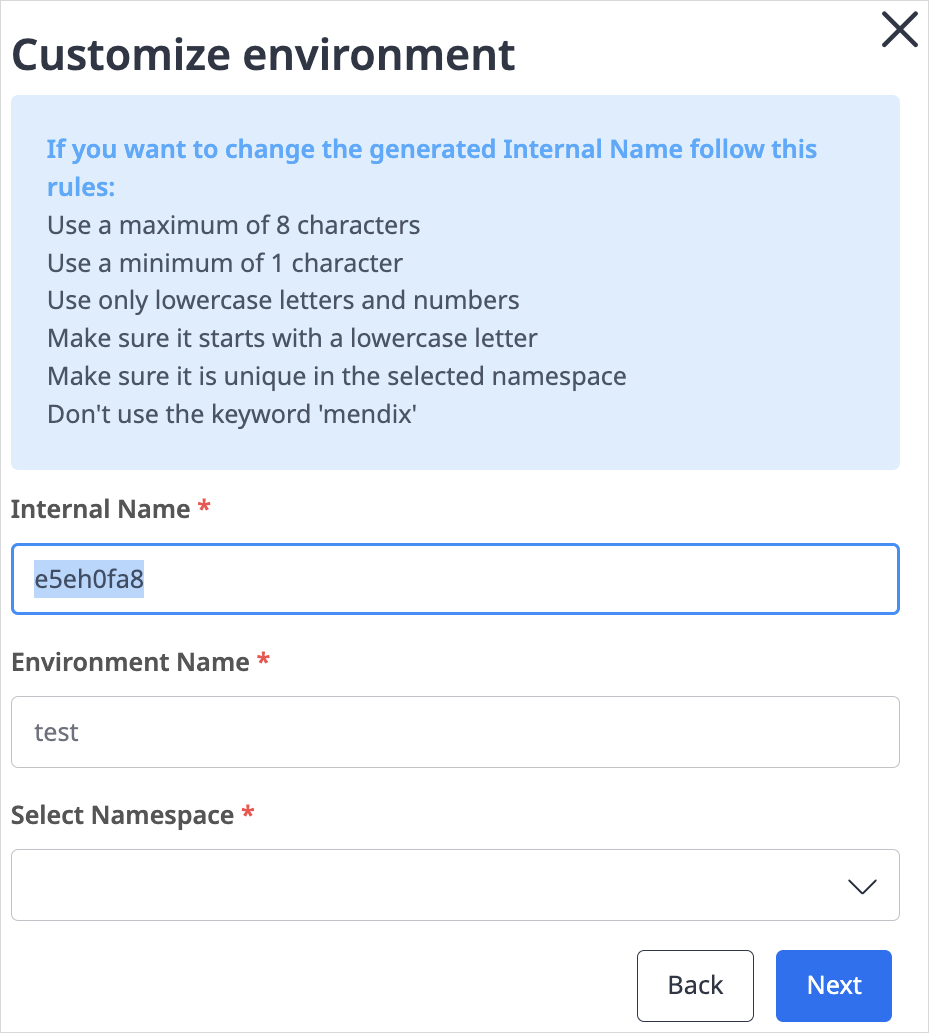 Customize environment
If you want to change the generated Internal Name follow this
rules:
Use a maximum of 8 characters
Use a minimum of 1 character
Use only lowercase letters and numbers
Make sure it starts with a lowercase letter
Make sure it is unique in the selected namespace
Don't use the keyword 'mendix'
Internal Name *
e5eh0fa8
Environment Name *
test
Select Namespace *
Back
Next